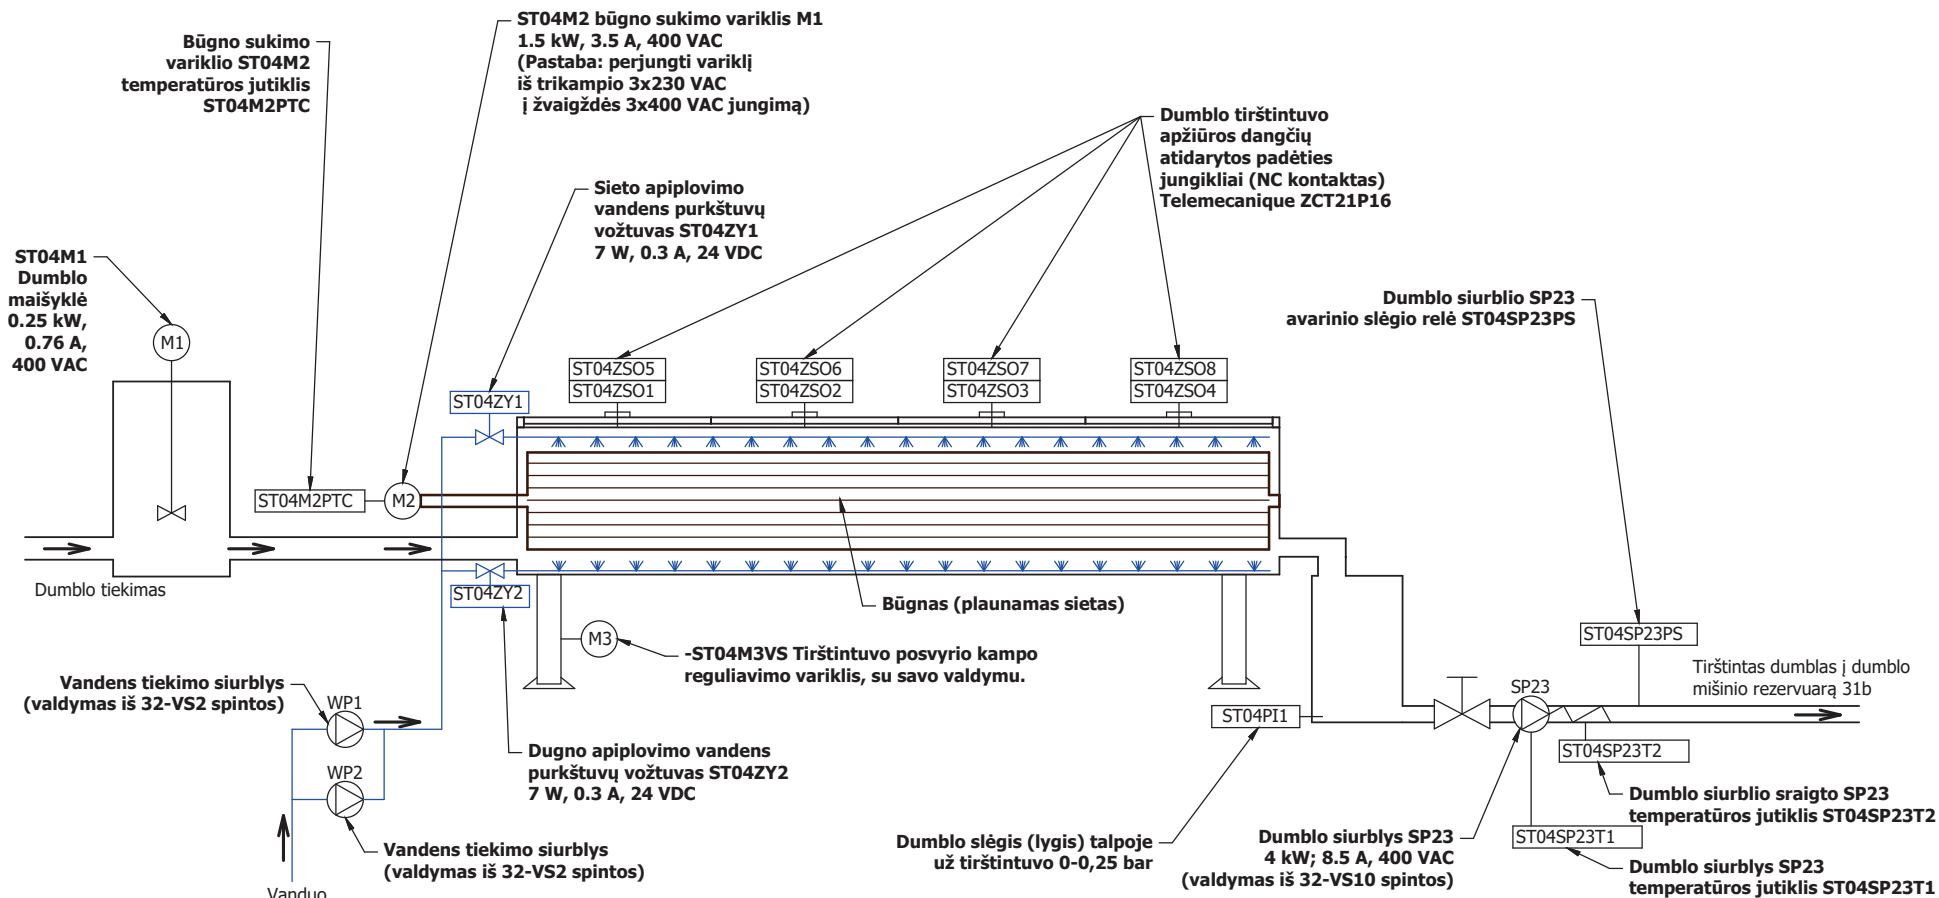 ST04M2 būgno sukimo variklis M1
1.5 kW, 3.5 A, 400 VAC
(Pastaba: perjungti variklį
iš trikampio 3x230 VAC
į žvaigždės 3x400 VAC jungimą)
Būgno sukimo
variklio ST04M2
temperatūros jutiklis
ST04M2PTC
Dumblo tirštintuvo
apžiūros dangčių
atidarytos padėties
jungikliai (NC kontaktas)
Telemecanique ZCT21P16
Sieto apiplovimo
vandens purkštuvų
vožtuvas ST04ZY1
7 W, 0.3 A, 24 VDC
ST04M1
Dumblo
maišyklė
0.25 kW,
0.76 A,
400 VAC
M1
Dumblo siurblio SP23
avarinio slėgio relė ST04SP23PS
ST04ZSO5
ST04ZSO1
ST04ZSO6
ST04ZSO2
ST04ZSO7
ST04ZSO3
ST04ZSO8
ST04ZSO4
ST04ZY1
ST04M2PTC
M2
Dumblo tiekimas
ST04ZY2
Būgnas (plaunamas sietas)
M3
-ST04M3VS Tirštintuvo posvyrio kampo
reguliavimo variklis, su savo valdymu.
ST04SP23PS
Tirštintas dumblas į dumblo
mišinio rezervuarą 31b
Vandens tiekimo siurblys
(valdymas iš 32-VS2 spintos)
WP1
SP23
ST04PI1
ST04SP23T2
Dugno apiplovimo vandens
purkštuvų vožtuvas ST04ZY2
7 W, 0.3 A, 24 VDC
WP2
Dumblo siurblio sraigto SP23
temperatūros jutiklis ST04SP23T2
ST04SP23T1
Vandens tiekimo siurblys
(valdymas iš 32-VS2 spintos)
Dumblo slėgis (lygis) talpoje
už tirštintuvo 0-0,25 bar
Dumblo siurblys SP23
4 kW; 8.5 A, 400 VAC
(valdymas iš 32-VS10 spintos)
Dumblo siurblys SP23
temperatūros jutiklis ST04SP23T1
Vanduo